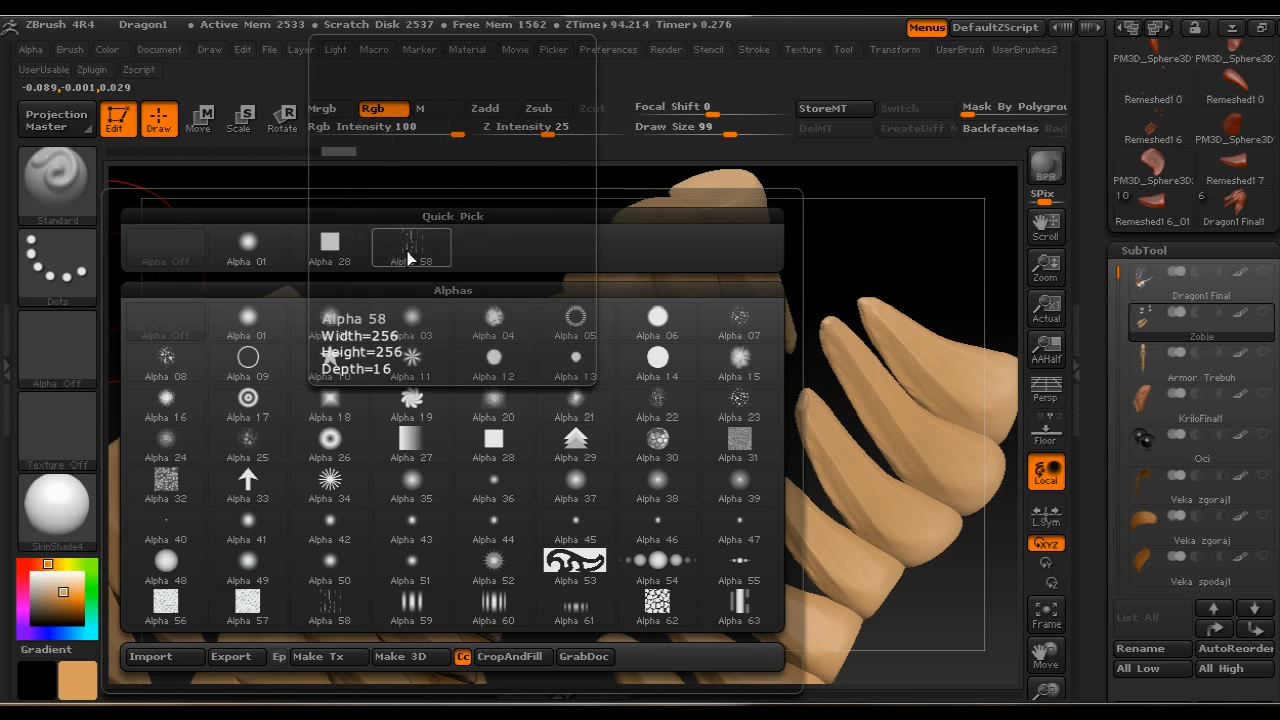 ZBrush 4R4 Dragon1 • Active Mem 2533 • Scratch Disk 2537 • Free Mem 1562 • ZTime▸94.214 Timer▸0.276 Menus DefaultZScript
Alpha Brush Color Document Draw Edit File Layer Light Macro Marker Material Movie Picker Preferences Render Stencil Stroke Texture Tool Transform UserBrush UserBrushes2
UserUsable Zplugin Zscript
-0.089,-0.001,0.029
Projection Master
Edit Draw Move Scale Rotate
Mrgb Rgb M Zadd Zsub Zcut
Rgb Intensity 100 Z Intensity 25
Focal Shift 0
Draw Size 99
StoreMT Switch Mask By Polygrou
DelMT CreateDiff M BackfaceMas Bac
Standard
Dots
Alpha Off
Texture Off
SkinShade4
Gradient
Quick Pick
Alpha Off Alpha 01 Alpha 28 Alpha 58
Alphas
Alpha Off Alpha 01 Alpha 03 Alpha 04 Alpha 05 Alpha 06 Alpha 07
Alpha 58
Width=256
Height=256
Depth=16
Alpha 08 Alpha 09 Alpha 10 Alpha 11 Alpha 12 Alpha 13 Alpha 14 Alpha 15
Alpha 16 Alpha 17 Alpha 18 Alpha 19 Alpha 20 Alpha 21 Alpha 22 Alpha 23
Alpha 24 Alpha 25 Alpha 26 Alpha 27 Alpha 28 Alpha 29 Alpha 30 Alpha 31
Alpha 32 Alpha 33 Alpha 34 Alpha 35 Alpha 36 Alpha 37 Alpha 38 Alpha 39
Alpha 40 Alpha 41 Alpha 42 Alpha 43 Alpha 44 Alpha 45 Alpha 46 Alpha 47
Alpha 48 Alpha 49 Alpha 50 Alpha 51 Alpha 52 Alpha 53 Alpha 54 Alpha 55
Alpha 56 Alpha 57 Alpha 58 Alpha 59 Alpha 60 Alpha 61 Alpha 62 Alpha 63
Import Export Ep Make Tx Make 3D Cc CropAndFill GrabDoc
BPR
SPix
Scroll
Zoom
Actual
AAHalf
Persp
Floor
Local
L.Sym
XYZ
Frame
Move
PM3D_Sphere3D PM3D_Sphere3D
Remeshed1 0 Remeshed1 0
Remeshed1 6 PM3D_Sphere3D
PM3D_Sphere3D Remeshed1 7
10 6
Remeshed1 6_01 Dragon1 Final1
SubTool
Dragon1 Final
Zobje
Armor Trebuh
KriloFinal1
Oci
Veka zgoraj1
Veka zgoraj
Veka spodaj1
List All
Rename AutoReorder
All Low All High